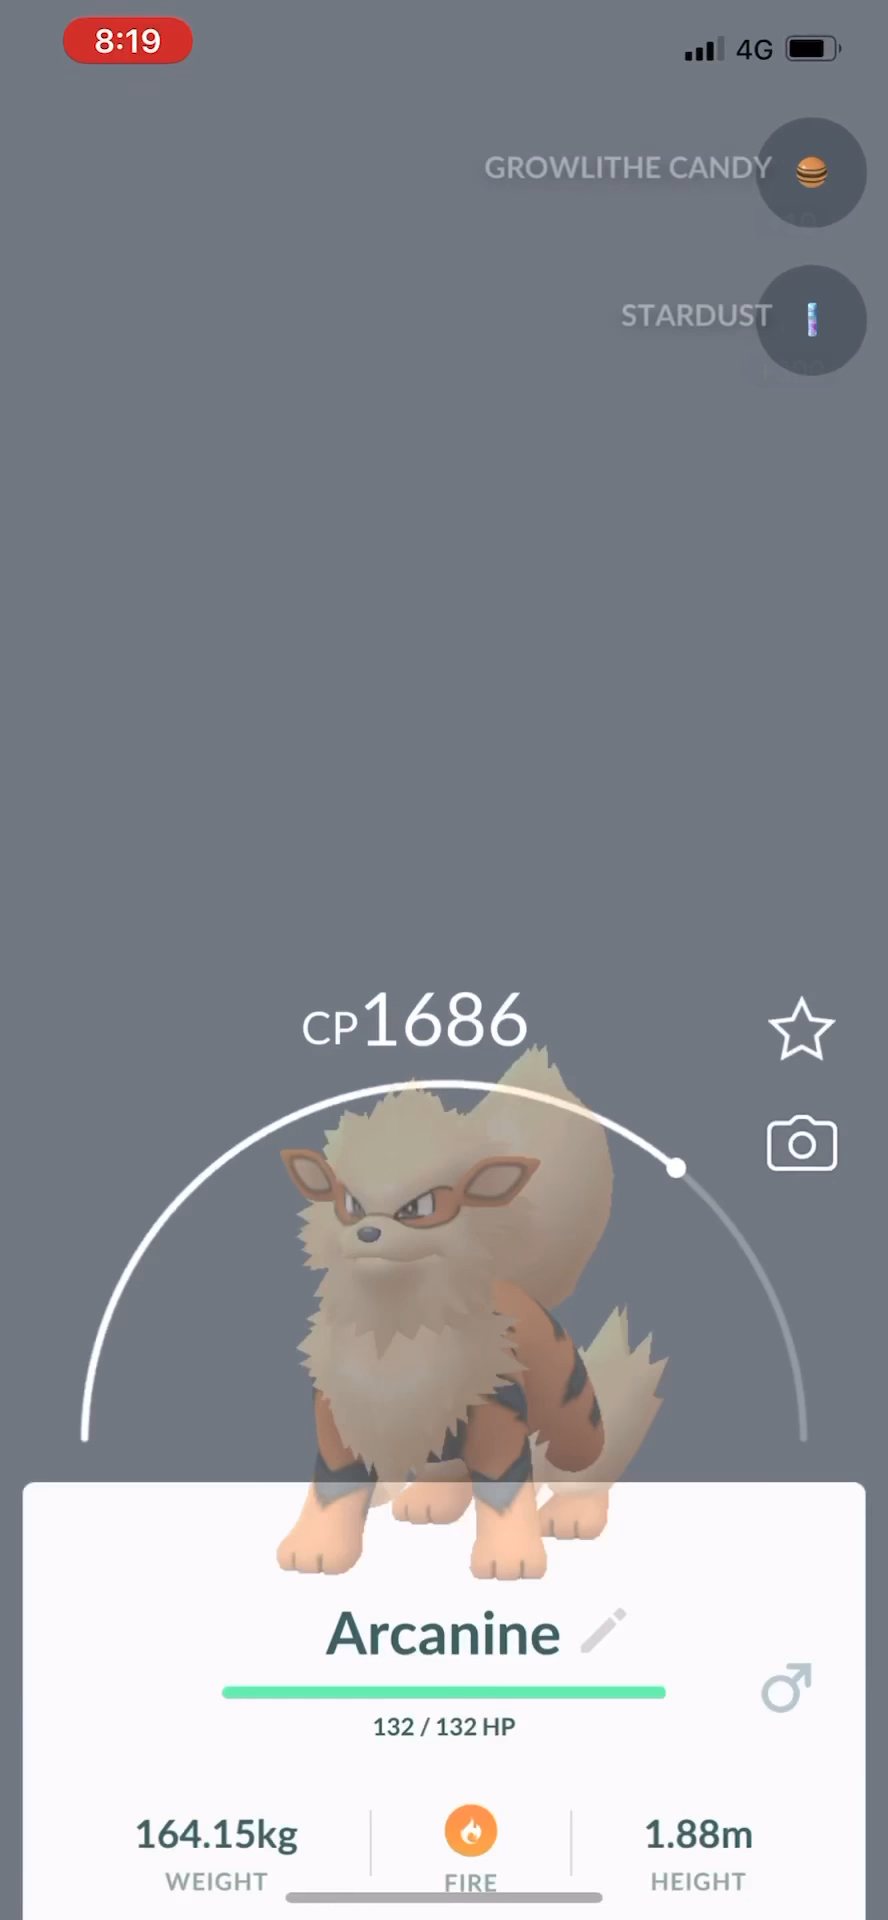 8:19
4G
GROWLITHE CANDY
STARDUST
CP1686
Arcanine
132 / 132 HP
164.15kg
WEIGHT
FIRE
1.88m
HEIGHT